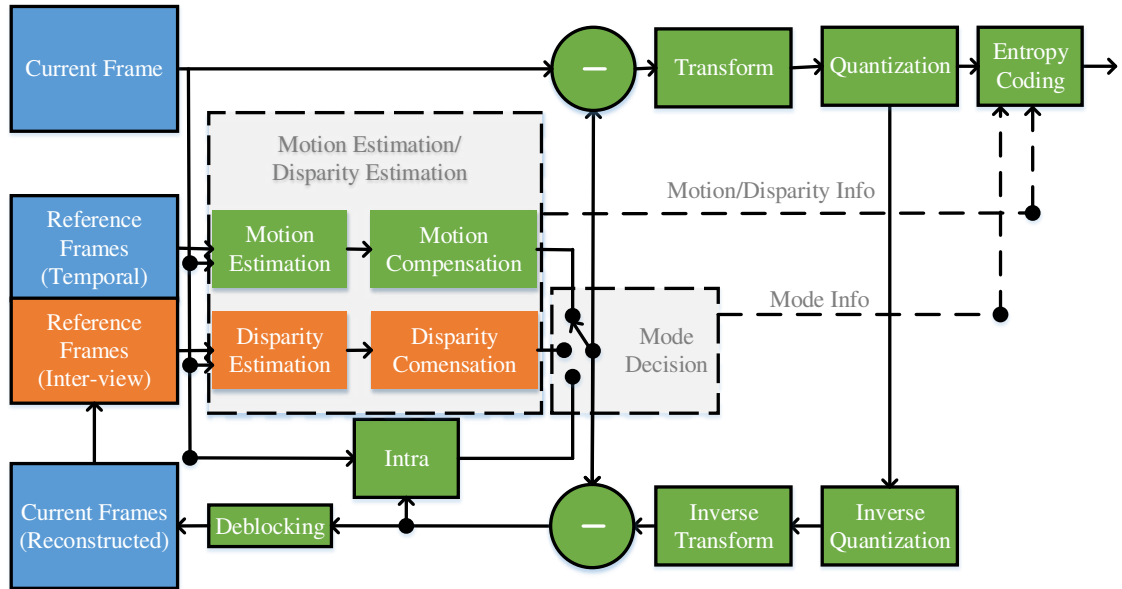 Current Frame
−
Transform
Quantization
Entropy
Coding
Motion Estimation/
Disparity Estimation
Motion/Disparity Info
Reference
Frames
(Temporal)
Motion
Estimation
Motion
Compensation
Mode Info
Reference
Frames
(Inter-view)
Disparity
Estimation
Disparity
Comensation
Mode
Decision
Intra
Current Frames
(Reconstructed)
Deblocking
−
Inverse
Transform
Inverse
Quantization